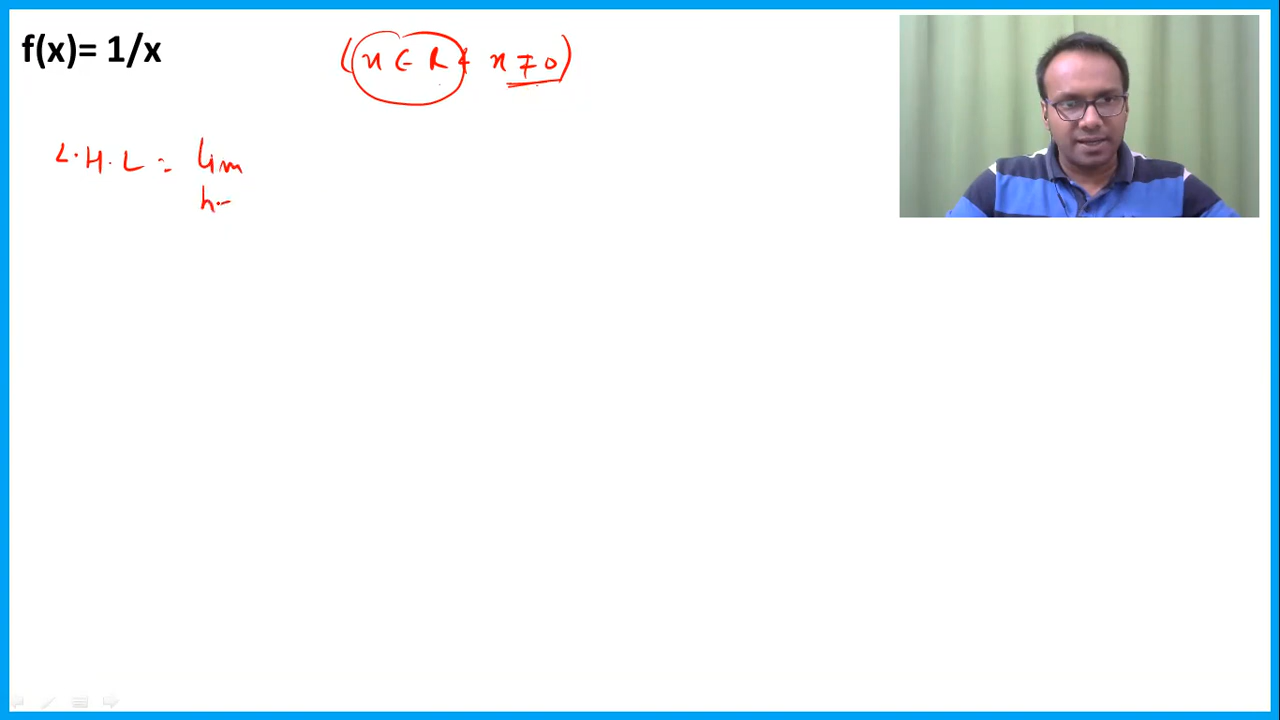 f(x)= 1/x
(x ∈ R & x ≠ 0)
L.H.L = lim
h-